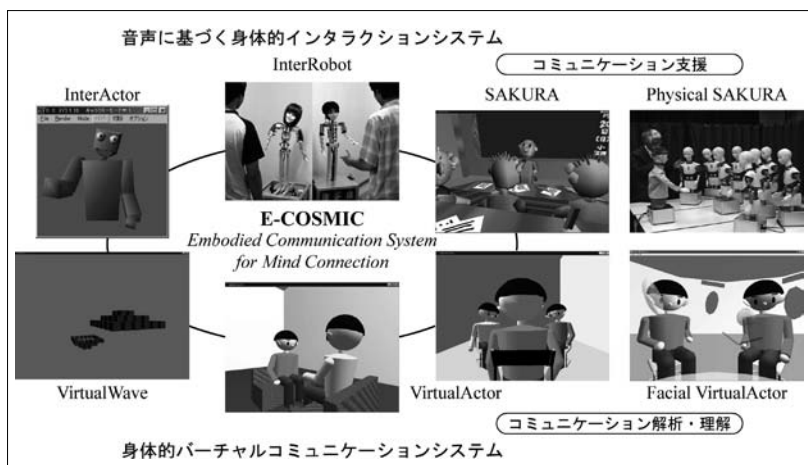 音声に基づく身体的インタラクションシステム
InterRobot
コミュニケーション支援
InterActor
SAKURA
Physical SAKURA
E-COSMIC
Embodied Communication System
for Mind Connection
VirtualWave
VirtualActor
Facial VirtualActor
コミュニケーション解析・理解
身体的バーチャルコミュニケーションシステム